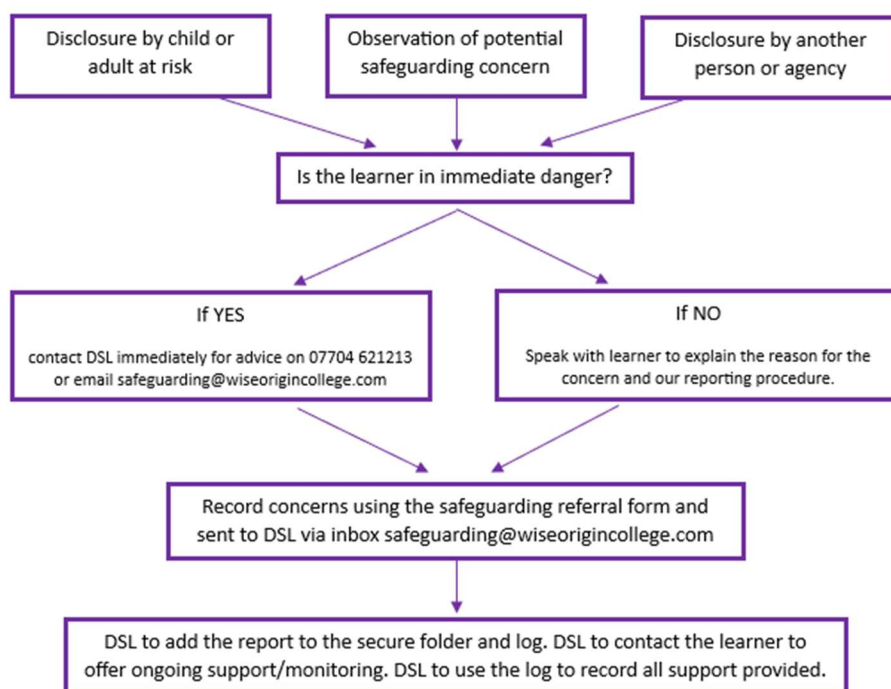 Disclosure by child or
adult at risk
Observation of potential
safeguarding concern
Disclosure by another
person or agency
Is the learner in immediate danger?
If YES
contact DSL immediately for advice on 07704 621213
or email safeguarding@wiseorigincollege.com
If NO
Speak with learner to explain the reason for the
concern and our reporting procedure.
Record concerns using the safeguarding referral form and
sent to DSL via inbox safeguarding@wiseorigincollege.com
DSL to add the report to the secure folder and log. DSL to contact the learner to
offer ongoing support/monitoring. DSL to use the log to record all support provided.